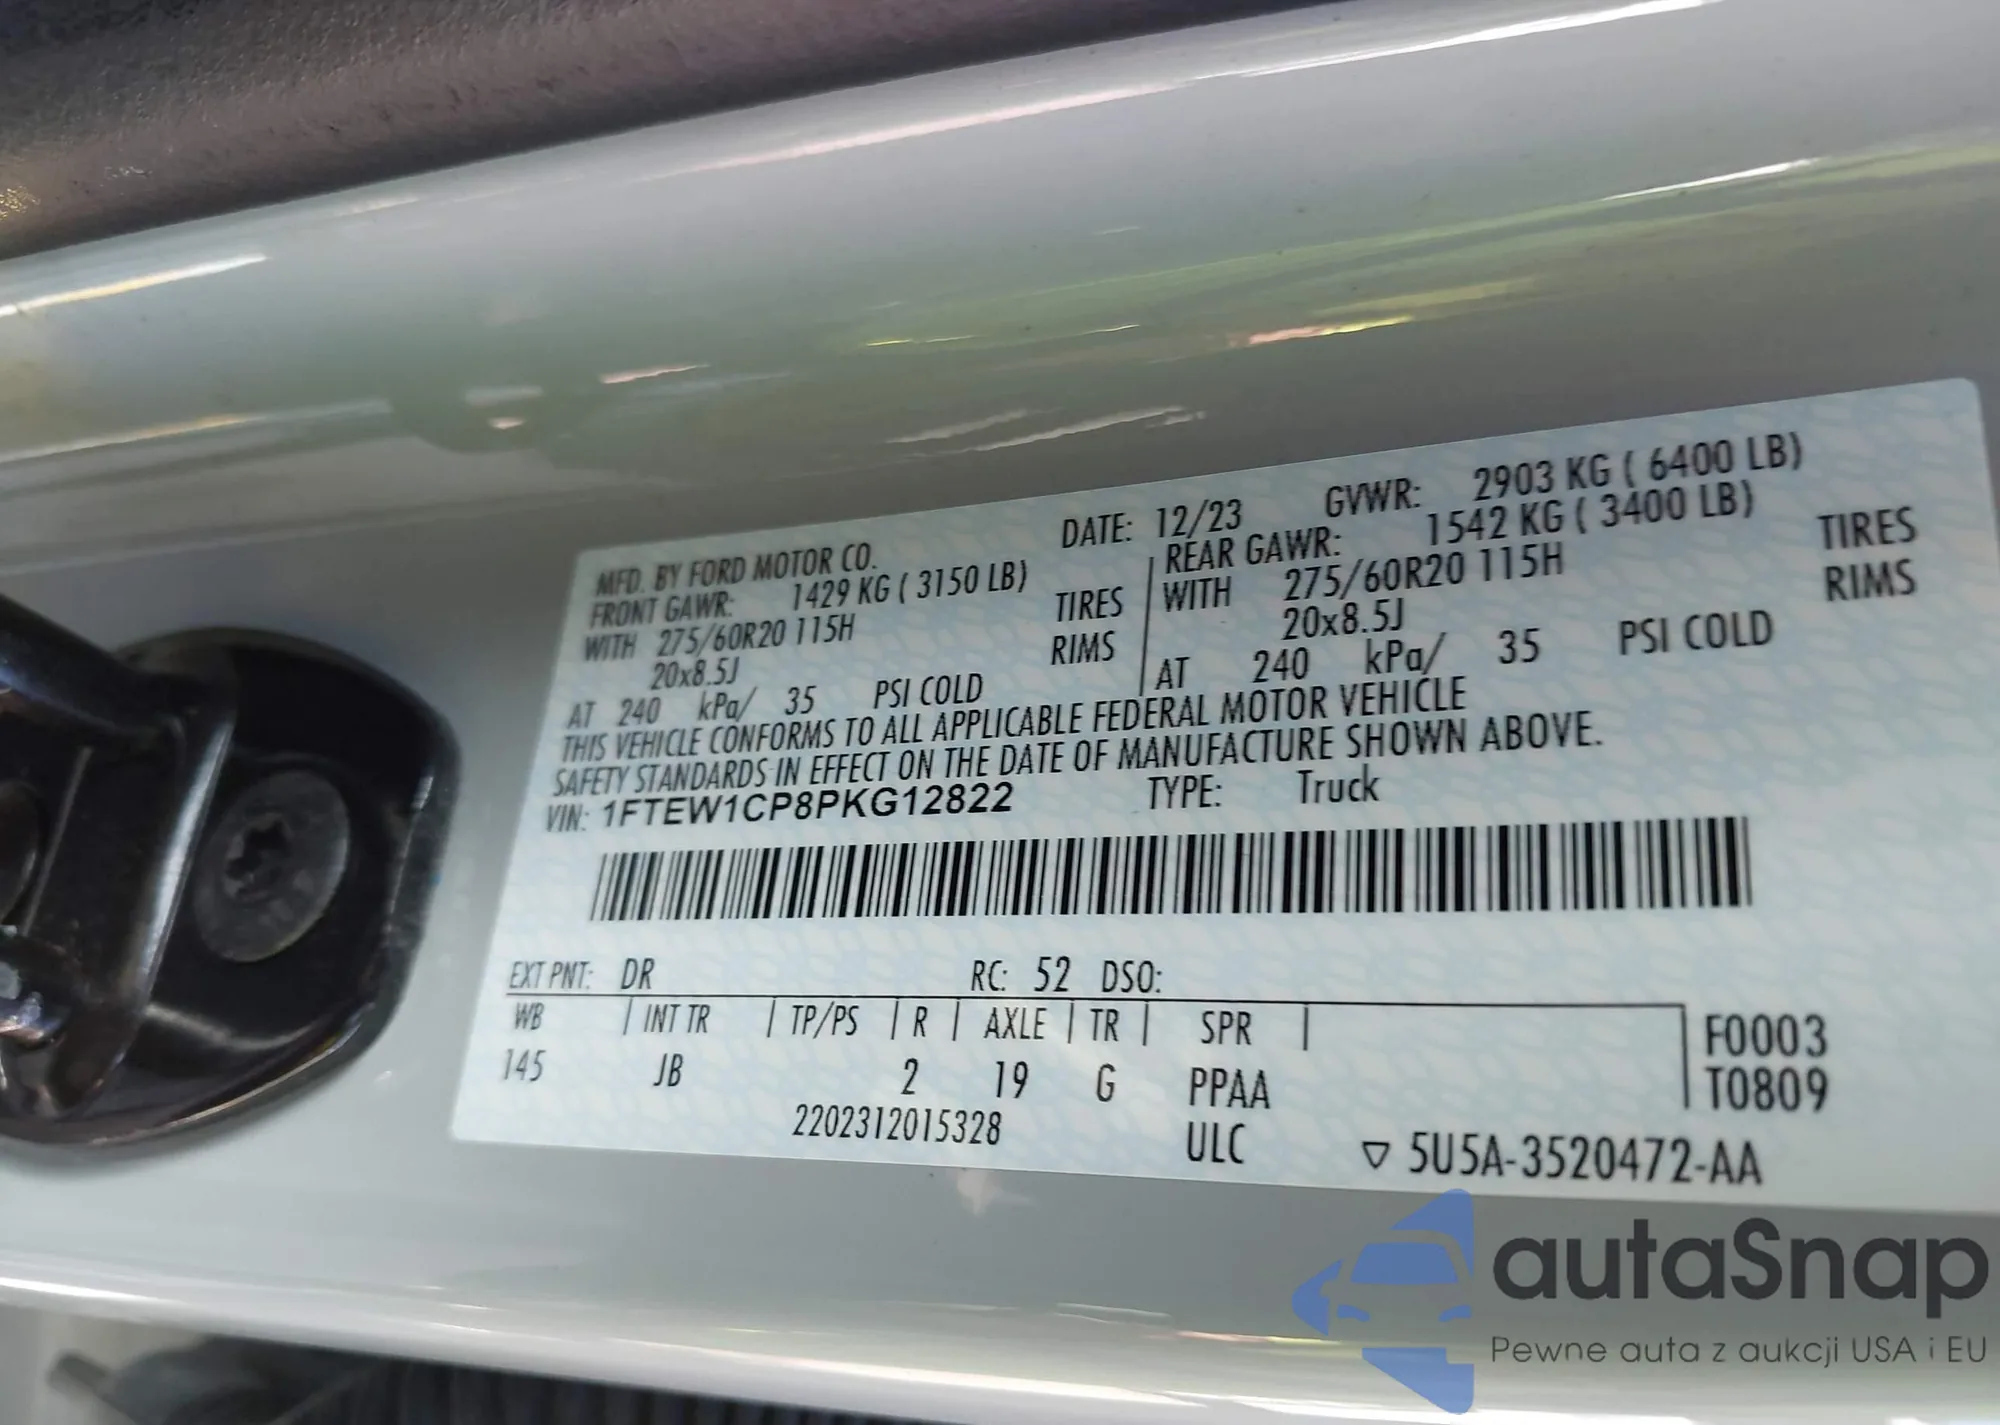 MFD. BY FORD MOTOR CO. DATE: 12/23 GVWR: 2903 KG ( 6400 LB)
FRONT GAWR: 1429 KG ( 3150 LB) REAR GAWR: 1542 KG ( 3400 LB)
WITH 275/60R20 115H TIRES WITH 275/60R20 115H TIRES
20x8.5J RIMS 20x8.5J RIMS
AT 240 kPa/ 35 PSI COLD AT 240 kPa/ 35 PSI COLD
THIS VEHICLE CONFORMS TO ALL APPLICABLE FEDERAL MOTOR VEHICLE
SAFETY STANDARDS IN EFFECT ON THE DATE OF MANUFACTURE SHOWN ABOVE.
VIN: 1FTEW1CP8PKG12822 TYPE: Truck
EXT PNT: DR RC: 52 DSO:
WB INT TR TP/PS R AXLE TR SPR F0003
145 JB 2 19 G PPAA T0809
2202312015328 ULC ▽ 5U5A-3520472-AA
autaSnap
Pewne auta z aukcji USA i EU